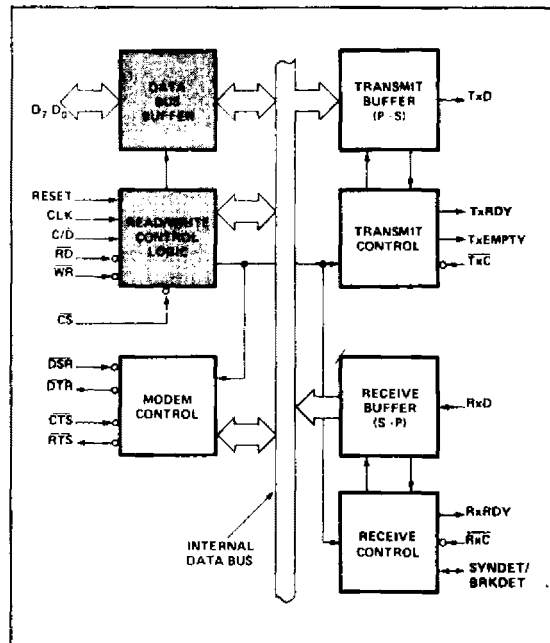 D7 D0
DATA
BUS
BUFFER
TRANSMIT
BUFFER
(P - S)
TxD
RESET
CLK
C/D
RD
WR
CS
READ/WRITE
CONTROL
LOGIC
TRANSMIT
CONTROL
TxRDY
TxEMPTY
TxC
DSR
DTR
CTS
RTS
MODEM
CONTROL
RECEIVE
BUFFER
(S - P)
RxD
INTERNAL
DATA BUS
RECEIVE
CONTROL
RxRDY
RxC
SYNDET/
BRKDET